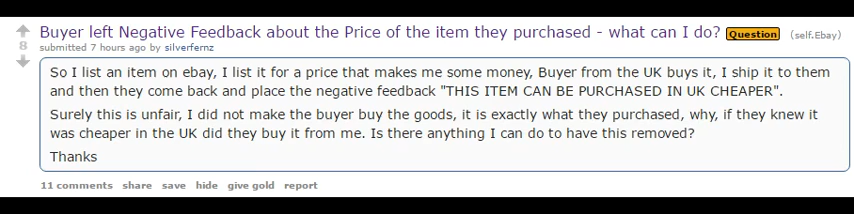 Buyer left Negative Feedback about the Price of the item they purchased - what can I do? Question (self.Ebay)
8
submitted 7 hours ago by silverfernz
So I list an item on ebay, I list it for a price that makes me some money, Buyer from the UK buys it, I ship it to them
and then they come back and place the negative feedback "THIS ITEM CAN BE PURCHASED IN UK CHEAPER".
Surely this is unfair, I did not make the buyer buy the goods, it is exactly what they purchased, why, if they knew it
was cheaper in the UK did they buy it from me. Is there anything I can do to have this removed?
Thanks
11 comments share save hide give gold report